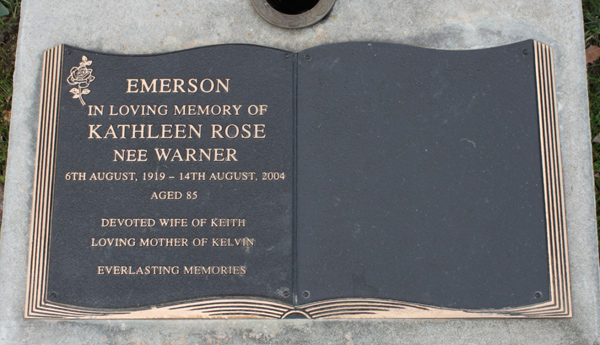 EMERSON
IN LOVING MEMORY OF
KATHLEEN ROSE
NEE WARNER
6TH AUGUST, 1919 – 14TH AUGUST, 2004
AGED 85
DEVOTED WIFE OF KEITH
LOVING MOTHER OF KELVIN
EVERLASTING MEMORIES